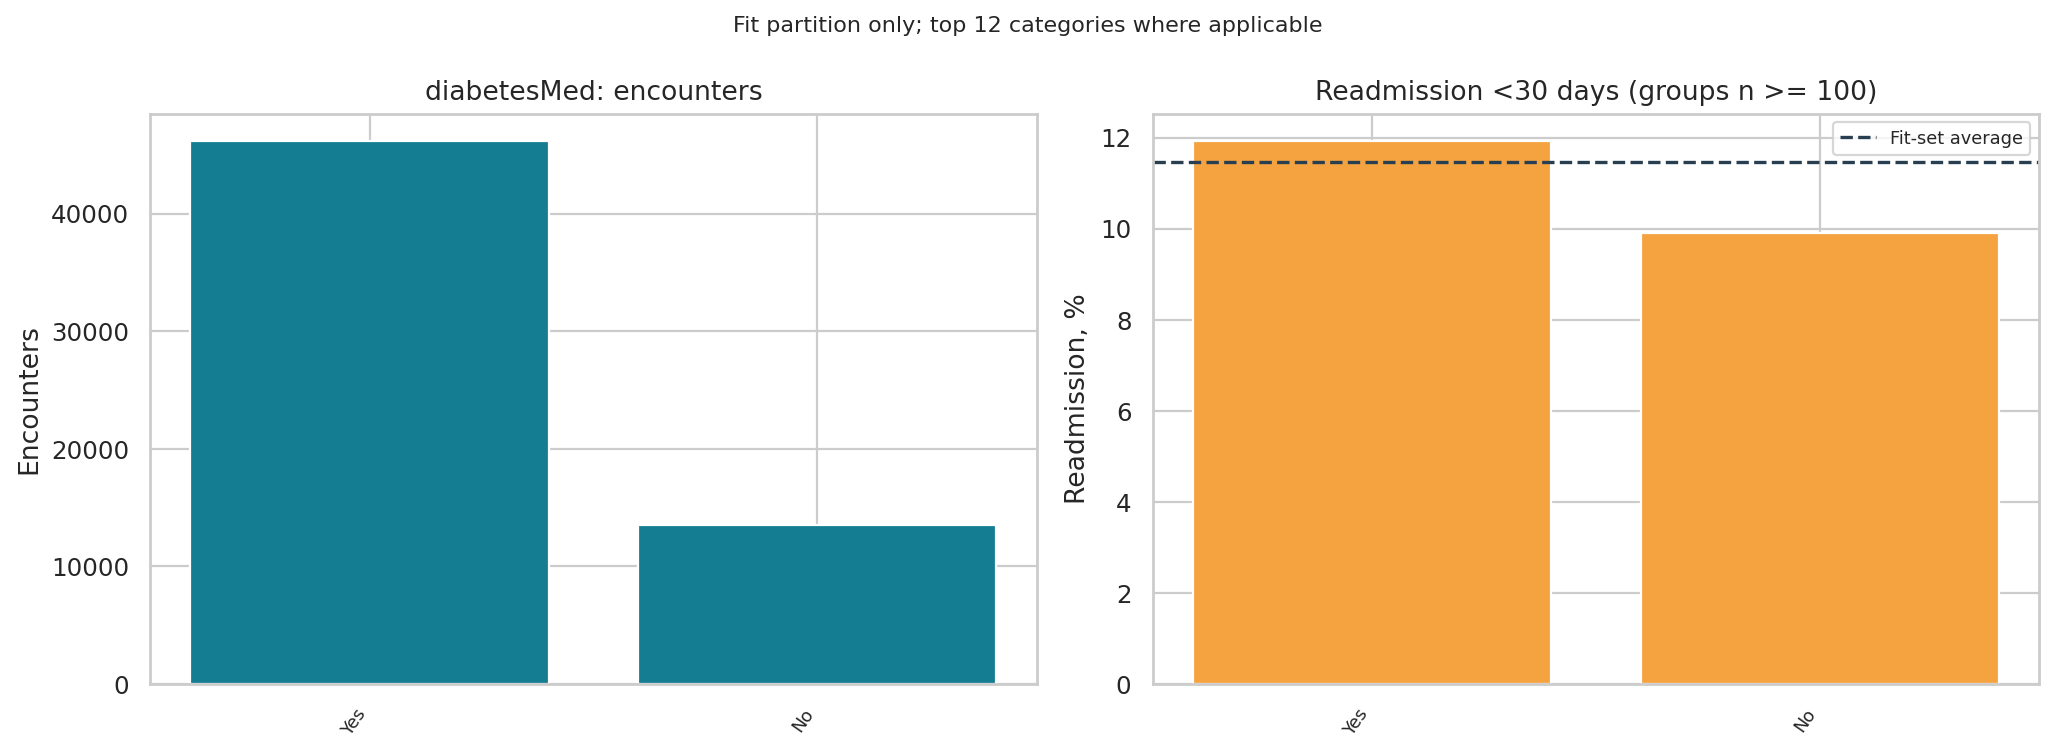 Fit partition only; top 12 categories where applicable
diabetesMed: encounters
Encounters
40000
30000
20000
10000
0
Yes
No
Readmission <30 days (groups n >= 100)
Readmission, %
12
10
8
6
4
2
0
Fit-set average
Yes
No